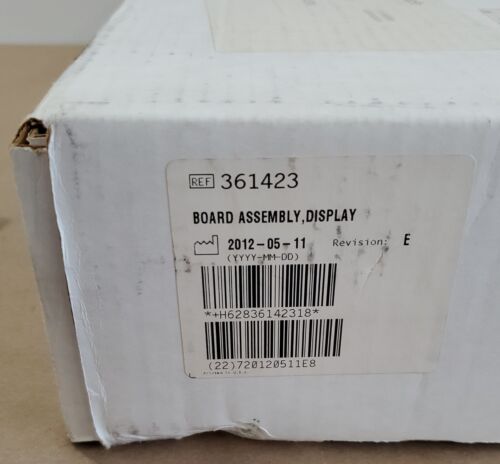 REF 361423
BOARD ASSEMBLY,DISPLAY
2012-05-11 Revision: E
(YYYY-MM-DD)
*+H62836142318*
(22)720120511E8